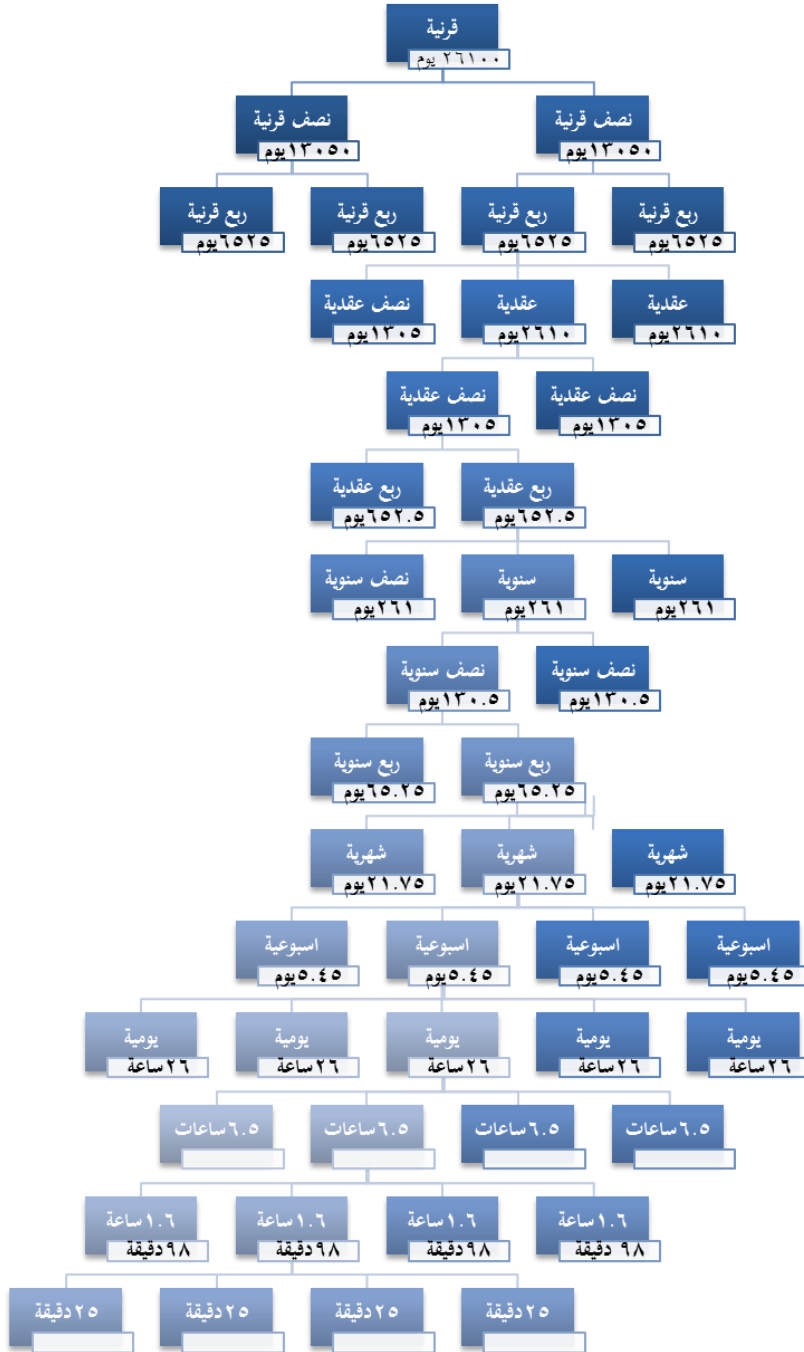 قرنية
٢٦١٠٠ يوم
نصف قرنية
١٣٠٥٠يوم
نصف قرنية
١٣٠٥٠يوم
ربع قرنية
٦٥٢٥يوم
ربع قرنية
٦٥٢٥يوم
ربع قرنية
٦٥٢٥يوم
ربع قرنية
٦٥٢٥يوم
عقدية
٢٦١٠يوم
عقدية
٢٦١٠يوم
نصف عقدية
١٣٠٥يوم
نصف عقدية
١٣٠٥يوم
نصف عقدية
١٣٠٥يوم
ربع عقدية
٦٥٢.٥يوم
ربع عقدية
٦٥٢.٥يوم
سنوية
٢٦١يوم
سنوية
٢٦١يوم
نصف سنوية
٢٦١يوم
نصف سنوية
١٣٠.٥يوم
نصف سنوية
١٣٠.٥يوم
ربع سنوية
٦٥.٢٥يوم
ربع سنوية
٦٥.٢٥يوم
شهرية
٢١.٧٥يوم
شهرية
٢١.٧٥يوم
شهرية
٢١.٧٥يوم
اسبوعية
٥.٤٥يوم
اسبوعية
٥.٤٥يوم
اسبوعية
٥.٤٥يوم
اسبوعية
٥.٤٥يوم
يومية
٢٦ساعة
يومية
٢٦ساعة
يومية
٢٦ساعة
يومية
٢٦ساعة
يومية
٢٦ساعة
٦.٥ساعات
٦.٥ساعات
٦.٥ساعات
٦.٥ساعات
١.٦ساعة
٩٨ دقيقة
١.٦ساعة
٩٨دقيقة
١.٦ساعة
٩٨دقيقة
١.٦ساعة
٩٨دقيقة
٢٥دقيقة
٢٥دقيقة
٢٥دقيقة
٢٥دقيقة